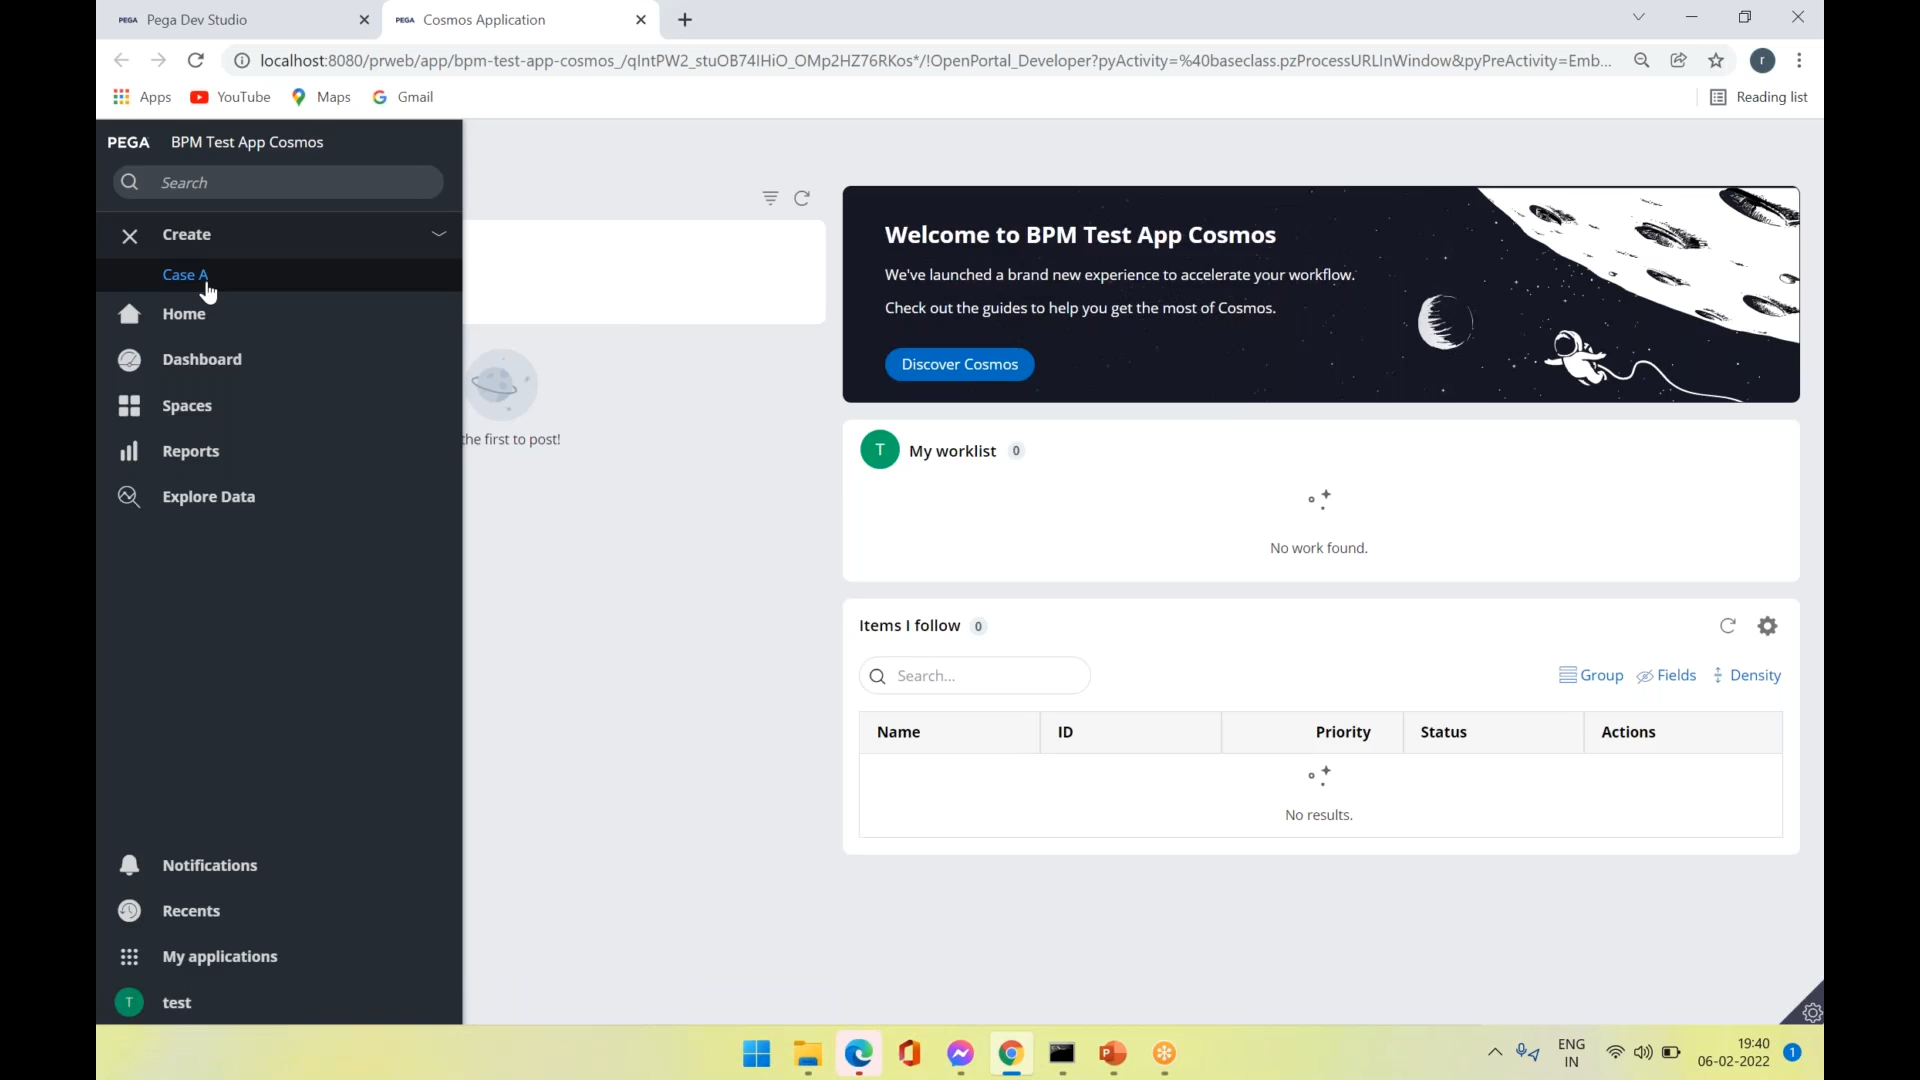 PEGA Pega Dev Studio
PEGA Cosmos Application
localhost:8080/prweb/app/bpm-test-app-cosmos_/qIntPW2_stuOB74IHiO_OMp2HZ76RKos*/!OpenPortal_Developer?pyActivity=%40baseclass.pzProcessURLInWindow&pyPreActivity=Emb...
r
Apps
YouTube
Maps
Gmail
Reading list
PEGA BPM Test App Cosmos
Search
Create
Case A
Home
Dashboard
Spaces
Reports
Explore Data
Notifications
Recents
My applications
T test
the first to post!
Welcome to BPM Test App Cosmos
We've launched a brand new experience to accelerate your workflow.
Check out the guides to help you get the most of Cosmos.
Discover Cosmos
T My worklist 0
No work found.
Items I follow 0
Search...
Group Fields Density
Name ID Priority Status Actions
No results.
ENG
IN
19:40
06-02-2022
1